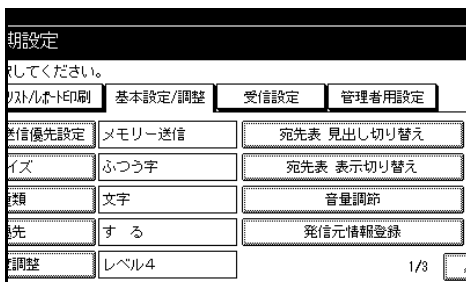 期設定
してください。
リスト/レポート印刷 基本設定/調整 受信設定 管理者用設定
送信優先設定 メモリー送信 宛先表 見出し切り替え
イズ ふつう字 宛先表 表示切り替え
種類 文字 音量調節
優先 す る 発信元情報登録
調整 レベル4 1/3